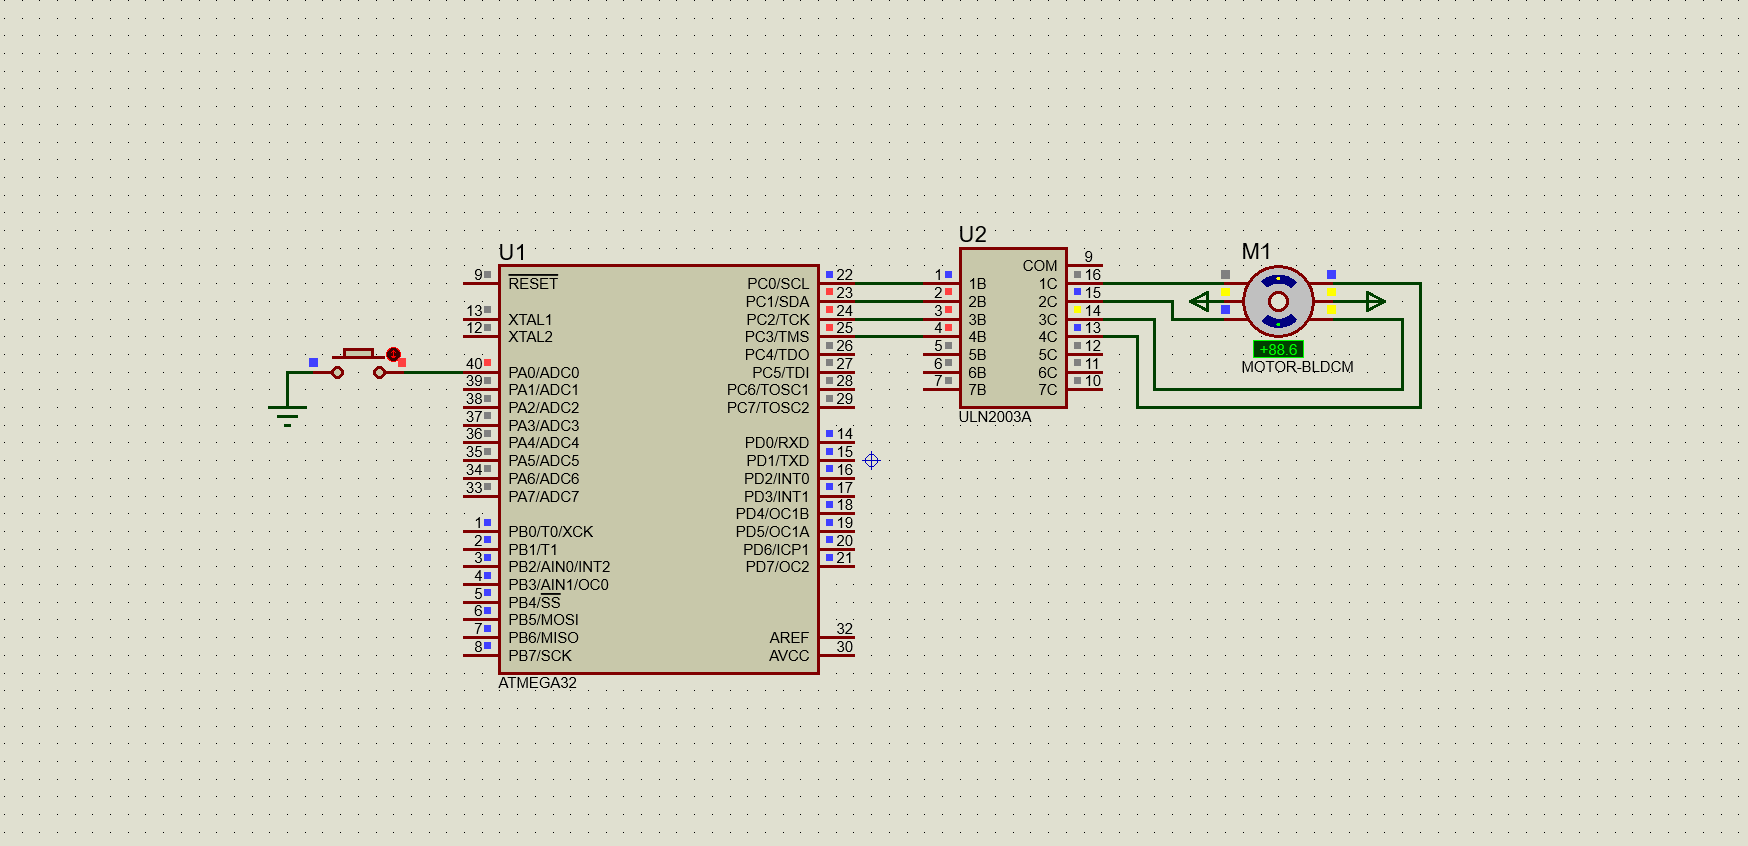 U1
9 RESET
13 XTAL1
12 XTAL2
40 PA0/ADC0
39 PA1/ADC1
38 PA2/ADC2
37 PA3/ADC3
36 PA4/ADC4
35 PA5/ADC5
34 PA6/ADC6
33 PA7/ADC7
1 PB0/T0/XCK
2 PB1/T1
3 PB2/AIN0/INT2
4 PB3/AIN1/OC0
5 PB4/SS
6 PB5/MOSI
7 PB6/MISO
8 PB7/SCK
PC0/SCL 22
PC1/SDA 23
PC2/TCK 24
PC3/TMS 25
PC4/TDO 26
PC5/TDI 27
PC6/TOSC1 28
PC7/TOSC2 29
PD0/RXD 14
PD1/TXD 15
PD2/INT0 16
PD3/INT1 17
PD4/OC1B 18
PD5/OC1A 19
PD6/ICP1 20
PD7/OC2 21
AREF 32
AVCC 30
ATMEGA32
U2
COM 9
1 1B 1C 16
2 2B 2C 15
3 3B 3C 14
4 4B 4C 13
5 5B 5C 12
6 6B 6C 11
7 7B 7C 10
ULN2003A
M1
+88.6
MOTOR-BLDCM